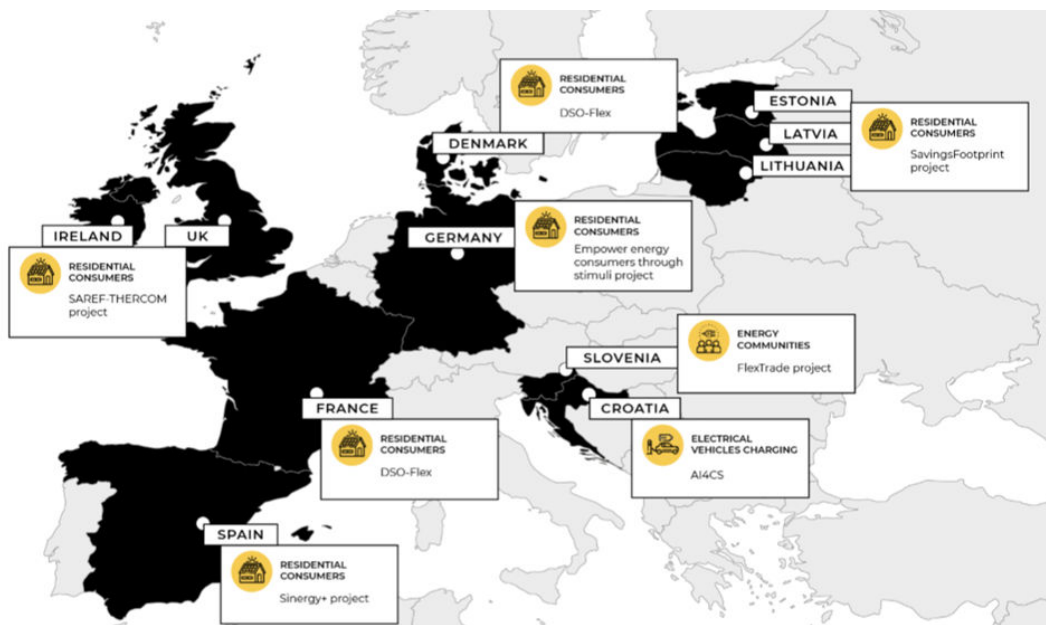 RESIDENTIAL
CONSUMERS
DSO-Flex
DENMARK
ESTONIA
LATVIA
LITHUANIA
RESIDENTIAL
CONSUMERS
SavingsFootprint
project
IRELAND
UK
RESIDENTIAL
CONSUMERS
SAREF-THERCOM
project
GERMANY
RESIDENTIAL
CONSUMERS
Empower energy
consumers through
stimuli project
SLOVENIA
ENERGY
COMMUNITIES
FlexTrade project
FRANCE
RESIDENTIAL
CONSUMERS
DSO-Flex
CROATIA
ELECTRICAL
VEHICLES CHARGING
AI4CS
SPAIN
RESIDENTIAL
CONSUMERS
Sinergy+ project